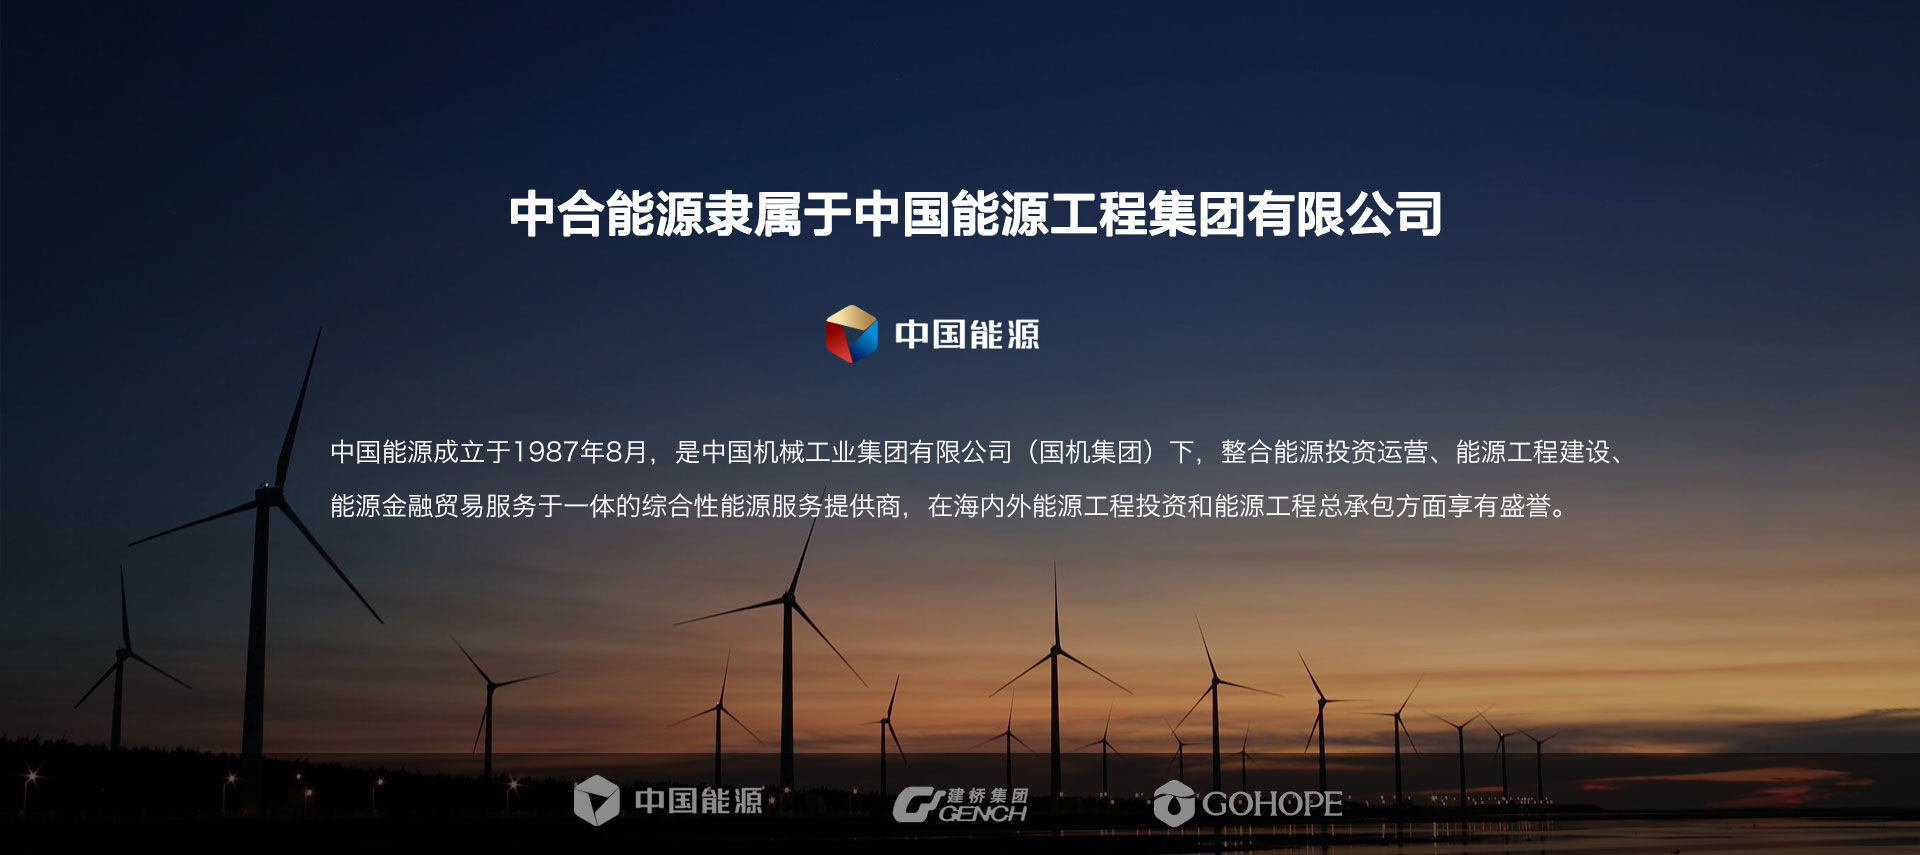 中合能源隶属于中国能源工程集团有限公司
中国能源
中国能源成立于1987年8月，是中国机械工业集团有限公司（国机集团）下，整合能源投资运营、能源工程建设、
能源金融贸易服务于一体的综合性能源服务提供商，在海内外能源工程投资和能源工程总承包方面享有盛誉。
中国能源
建桥集团
GENCH
GOHOPE